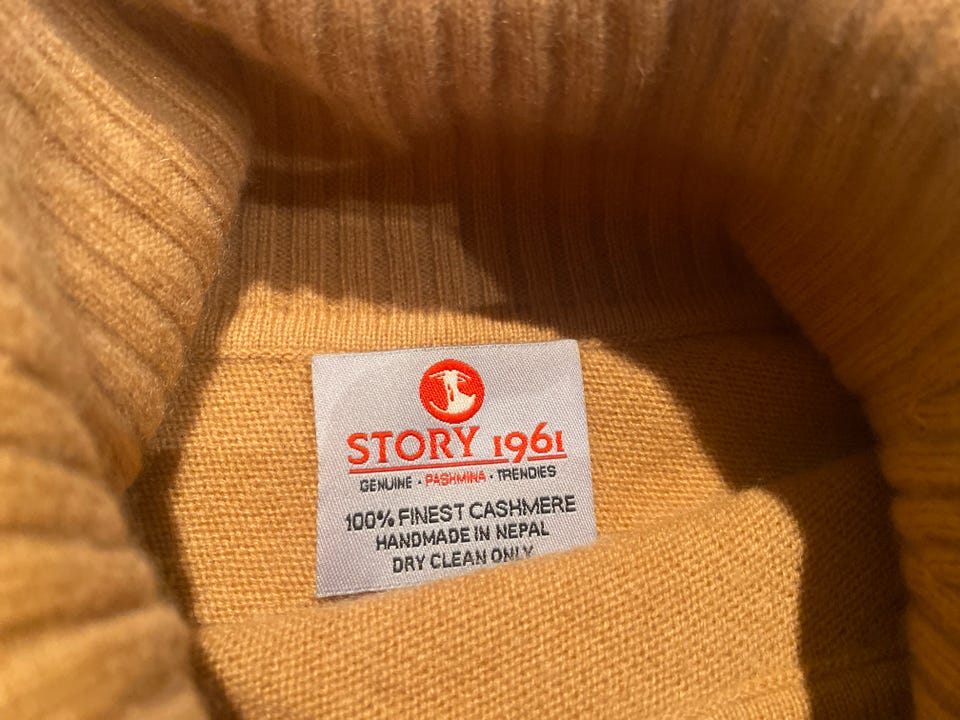 STORY 1961
GENUINE · PASHMINA · TRENDIES
100% FINEST CASHMERE
HANDMADE IN NEPAL
DRY CLEAN ONLY